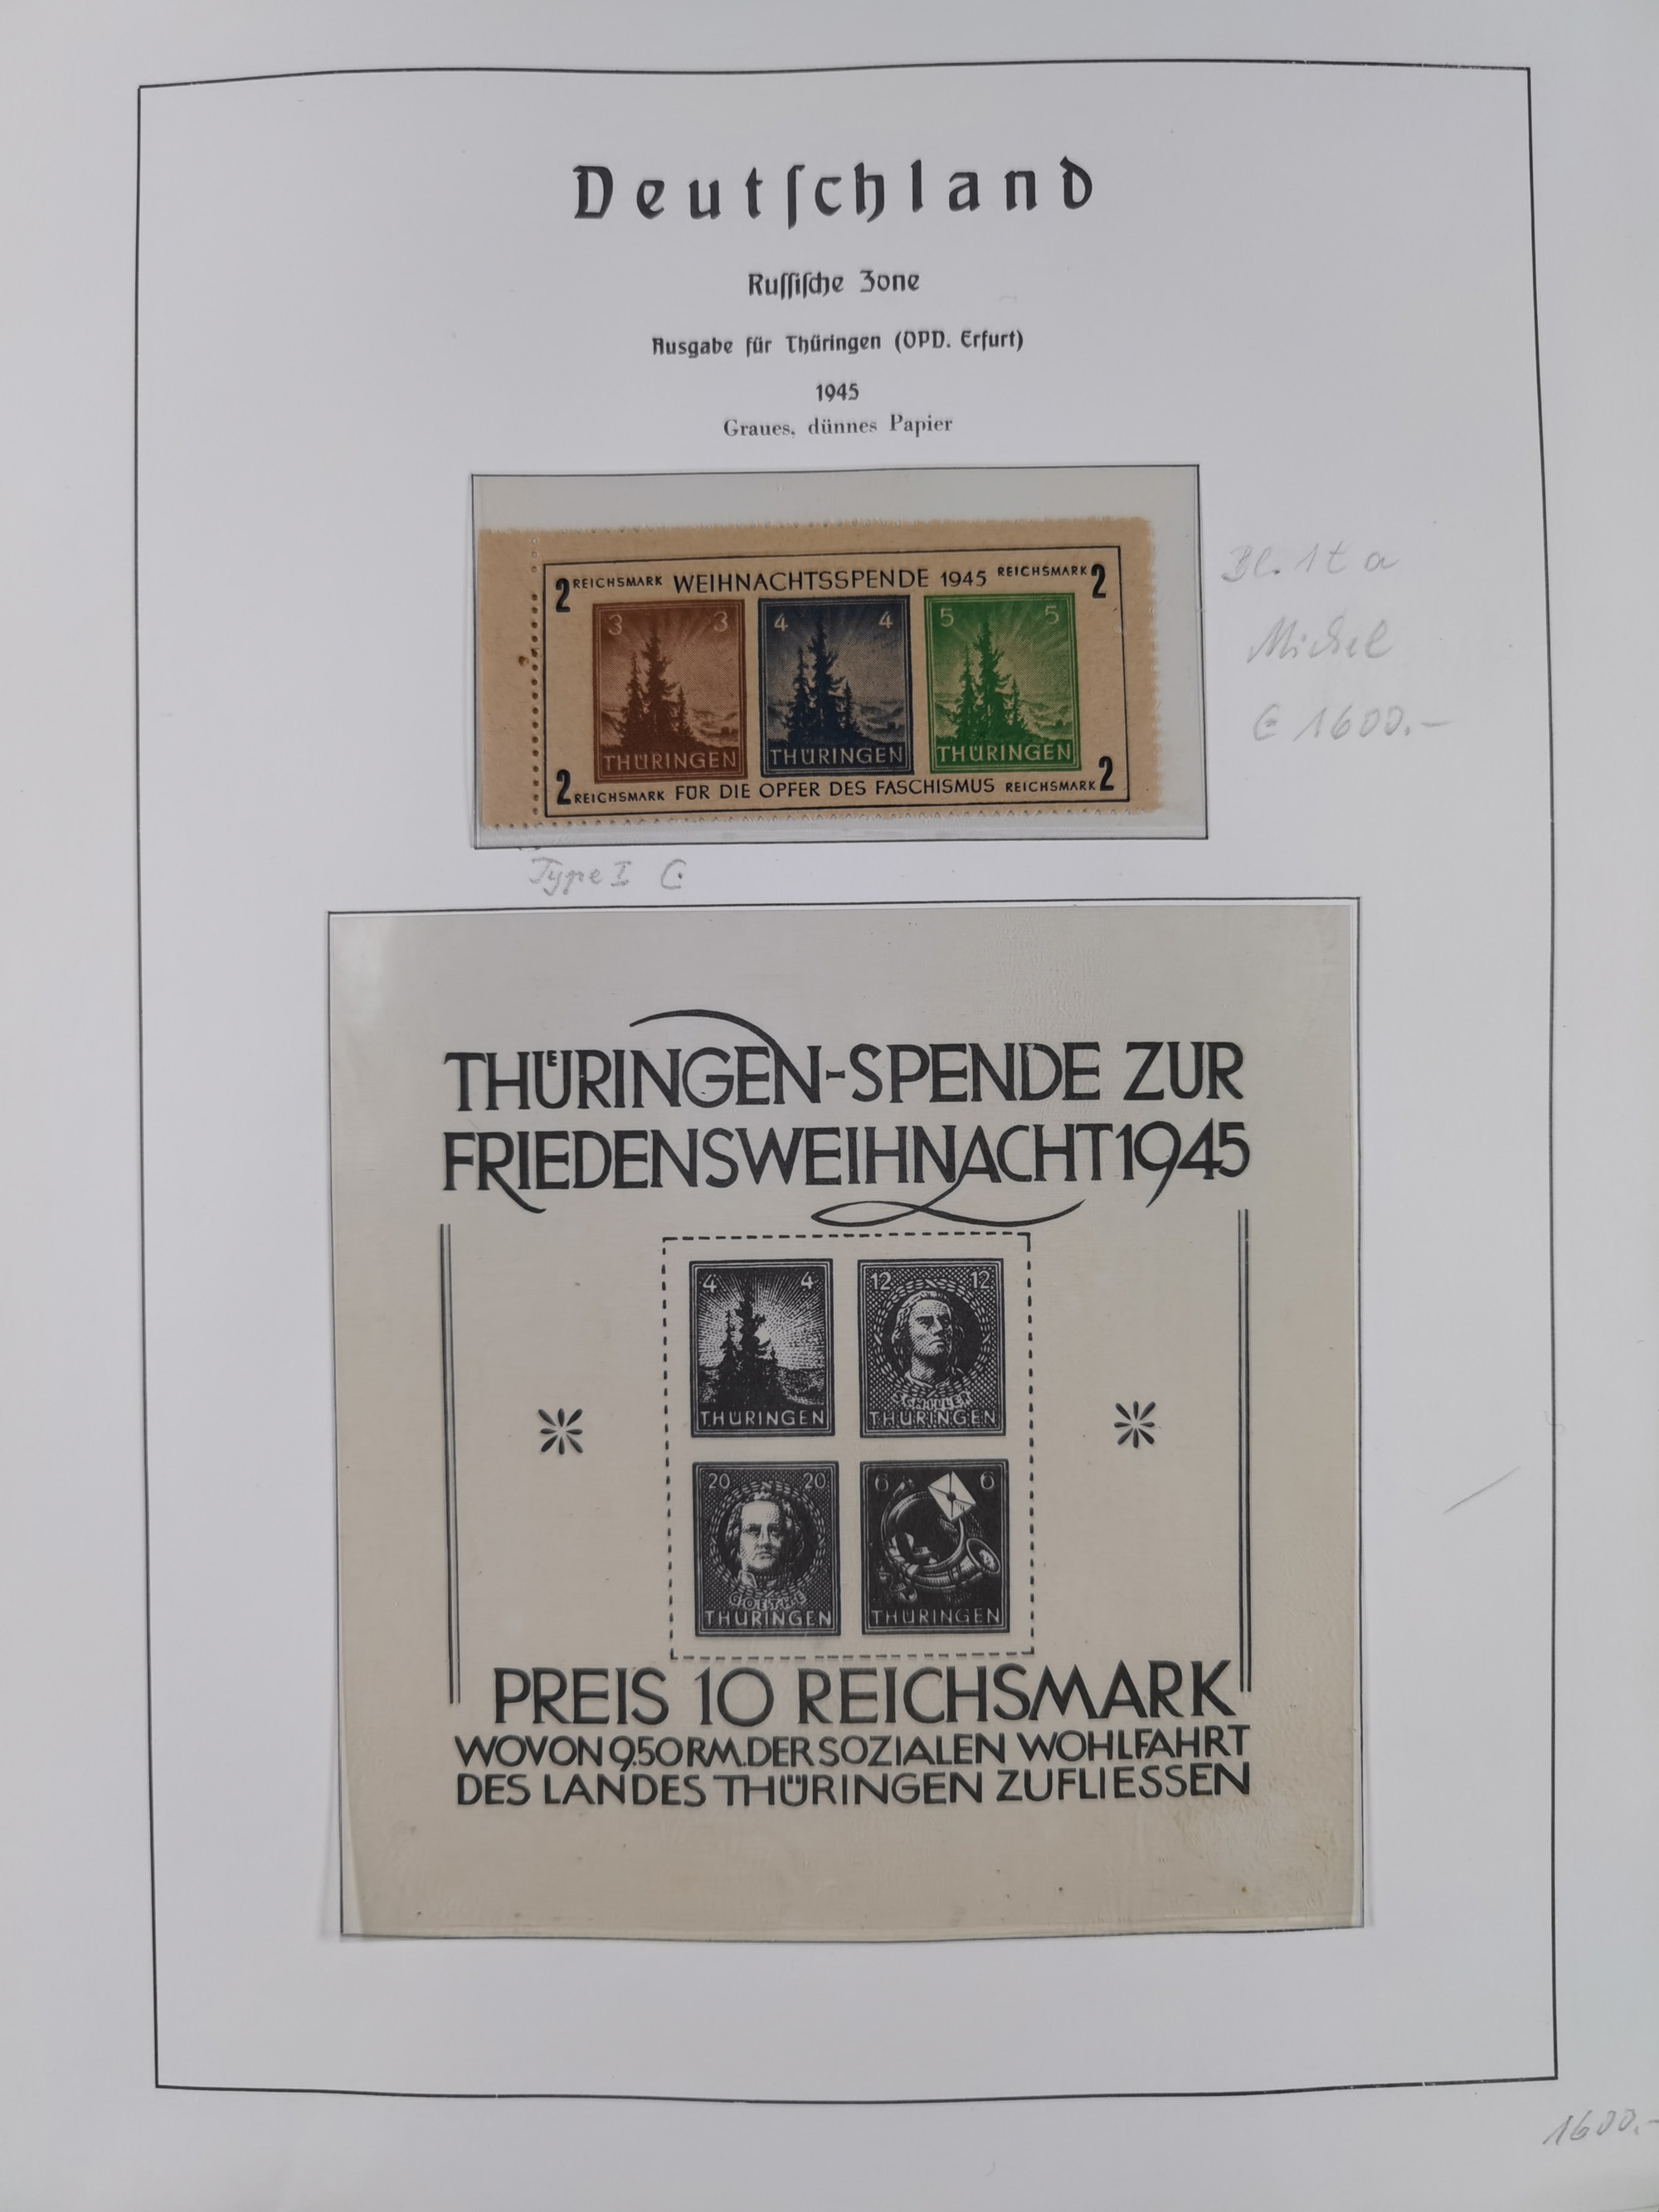 Deutſchland
Ruſſiſche Zone
Ausgabe für Thüringen (OPD. Erfurt)
1945
Graues, dünnes Papier
2 REICHSMARK WEIHNACHTSSPENDE 1945 REICHSMARK 2
3 3 4 4 5 5
THÜRINGEN THÜRINGEN THÜRINGEN
2 REICHSMARK FÜR DIE OPFER DES FASCHISMUS REICHSMARK 2
Bl. 1t a
Michel
€ 1600.-
Type I
THÜRINGEN-SPENDE ZUR
FRIEDENSWEIHNACHT 1945
4 4 12 12
SCHILLER
THÜRINGEN THÜRINGEN
20 20 6 6
GOETHE
THÜRINGEN THÜRINGEN
PREIS 10 REICHSMARK
WOVON 9.50 RM. DER SOZIALEN WOHLFAHRT
DES LANDES THÜRINGEN ZUFLIESSEN
1600.-